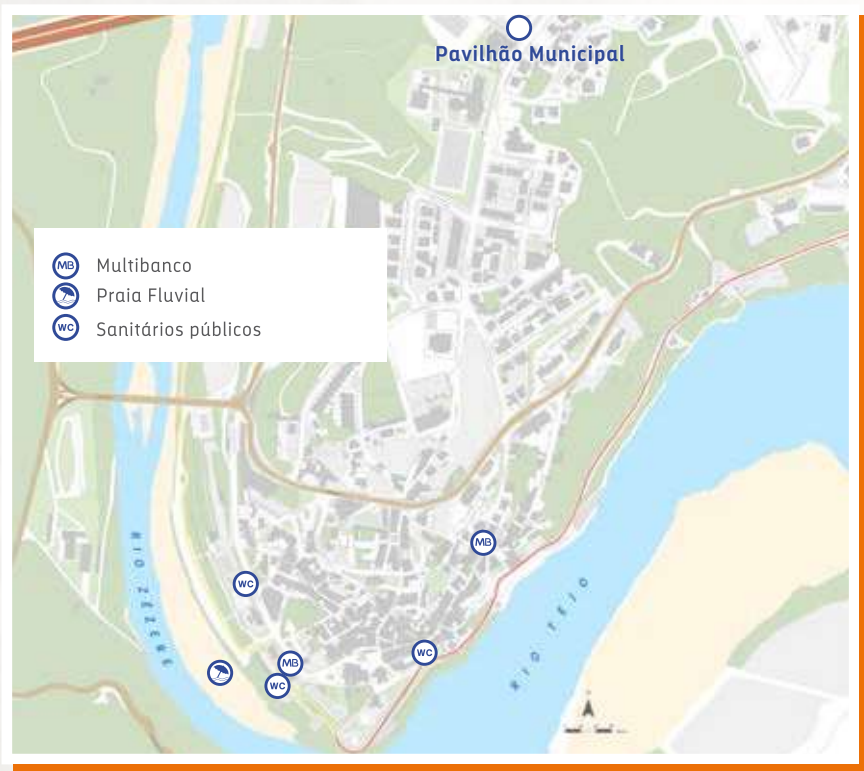 Pavilhão Municipal
MB Multibanco
Praia Fluvial
WC Sanitários públicos
MB
WC
RIO ZÊZERE
RIO TEJO
WC
MB
WC